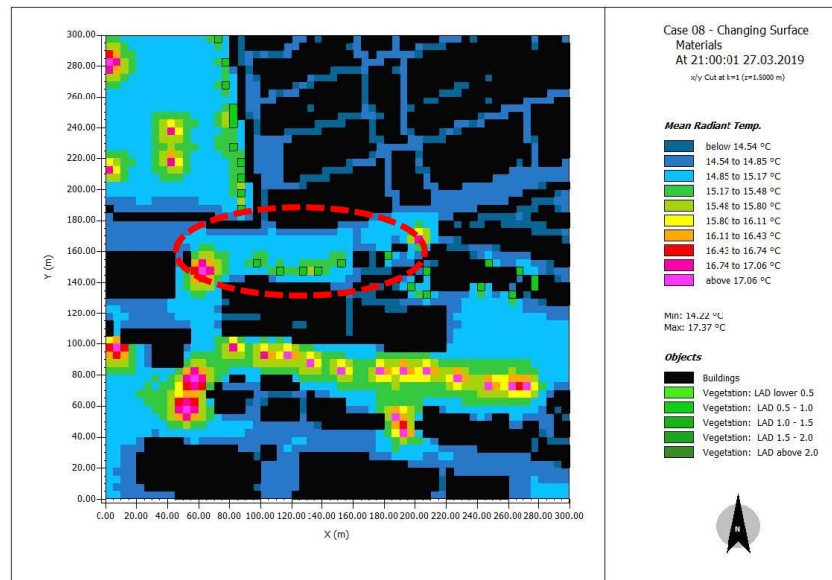 Case 08 - Changing Surface
Materials
At 21:00:01 27.03.2019
x/y Cut at k=1 (z=1.5000 m)
Mean Radiant Temp.
below 14.54 °C
14.54 to 14.85 °C
14.85 to 15.17 °C
15.17 to 15.48 °C
15.48 to 15.80 °C
15.80 to 16.11 °C
16.11 to 16.43 °C
16.43 to 16.74 °C
16.74 to 17.06 °C
above 17.06 °C
Min: 14.22 °C
Max: 17.37 °C
Objects
Buildings
Vegetation: LAD lower 0.5
Vegetation: LAD 0.5 - 1.0
Vegetation: LAD 1.0 - 1.5
Vegetation: LAD 1.5 - 2.0
Vegetation: LAD above 2.0
N
300.00
280.00
260.00
240.00
220.00
200.00
180.00
160.00
140.00
120.00
100.00
80.00
60.00
40.00
20.00
0.00
Y (m)
0.00 20.00 40.00 60.00 80.00 100.00 120.00 140.00 160.00 180.00 200.00 220.00 240.00 260.00 280.00 300.00
X (m)